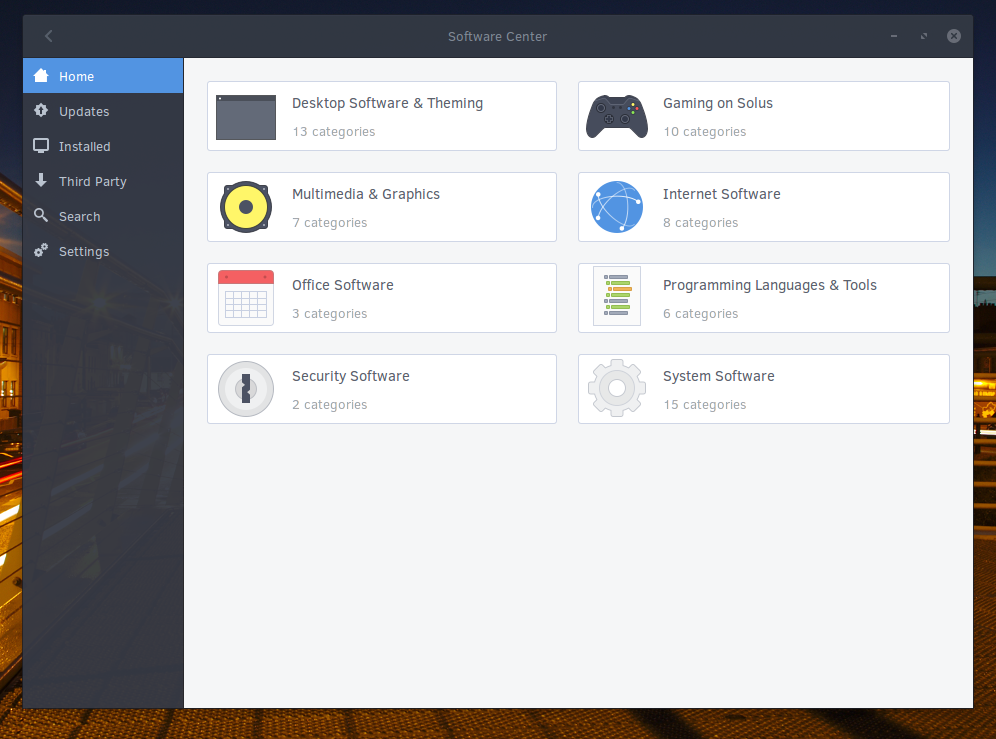 Software Center
Home
Updates
Installed
Third Party
Search
Settings
Desktop Software & Theming
13 categories
Gaming on Solus
10 categories
Multimedia & Graphics
7 categories
Internet Software
8 categories
Office Software
3 categories
Programming Languages & Tools
6 categories
Security Software
2 categories
System Software
15 categories